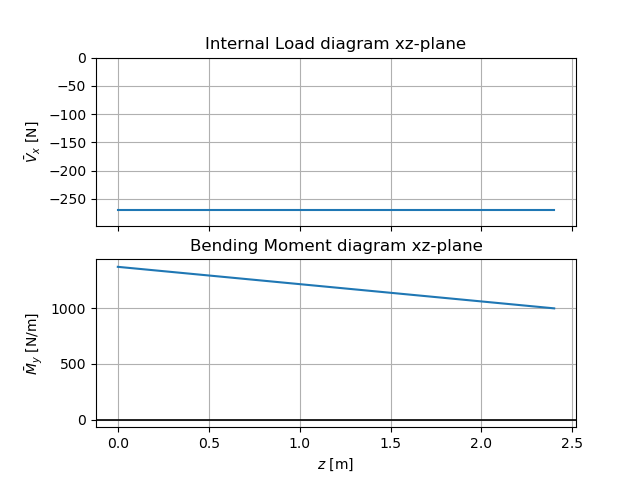 Internal Load diagram xz-plane
0
−50
−100
−150
−200
−250
V̄ₓ [N]
Bending Moment diagram xz-plane
1000
500
0
M̄ᵧ [N/m]
0.0 0.5 1.0 1.5 2.0 2.5
z [m]